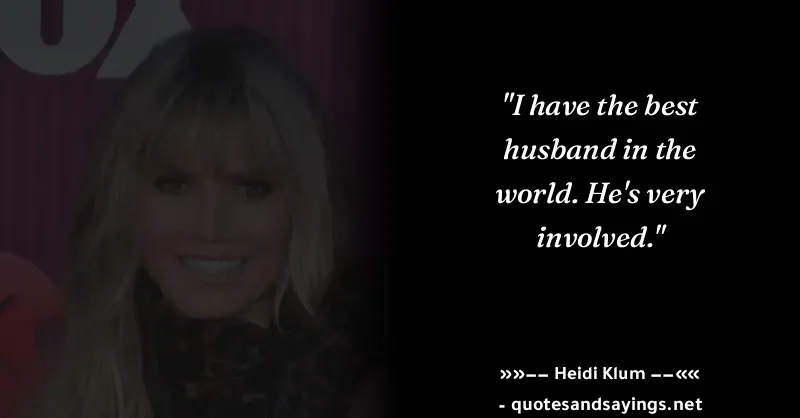 "I have the best
husband in the
world. He's very
involved."
»»—— Heidi Klum ——««
- quotesandsayings.net